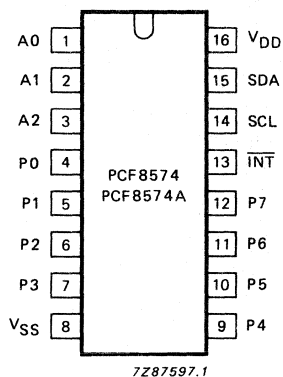 A0 1 16 VDD
A1 2 15 SDA
A2 3 14 SCL
P0 4 13 I̅N̅T̅
PCF8574
PCF8574A
P1 5 12 P7
P2 6 11 P6
P3 7 10 P5
VSS 8 9 P4
7Z87597.1